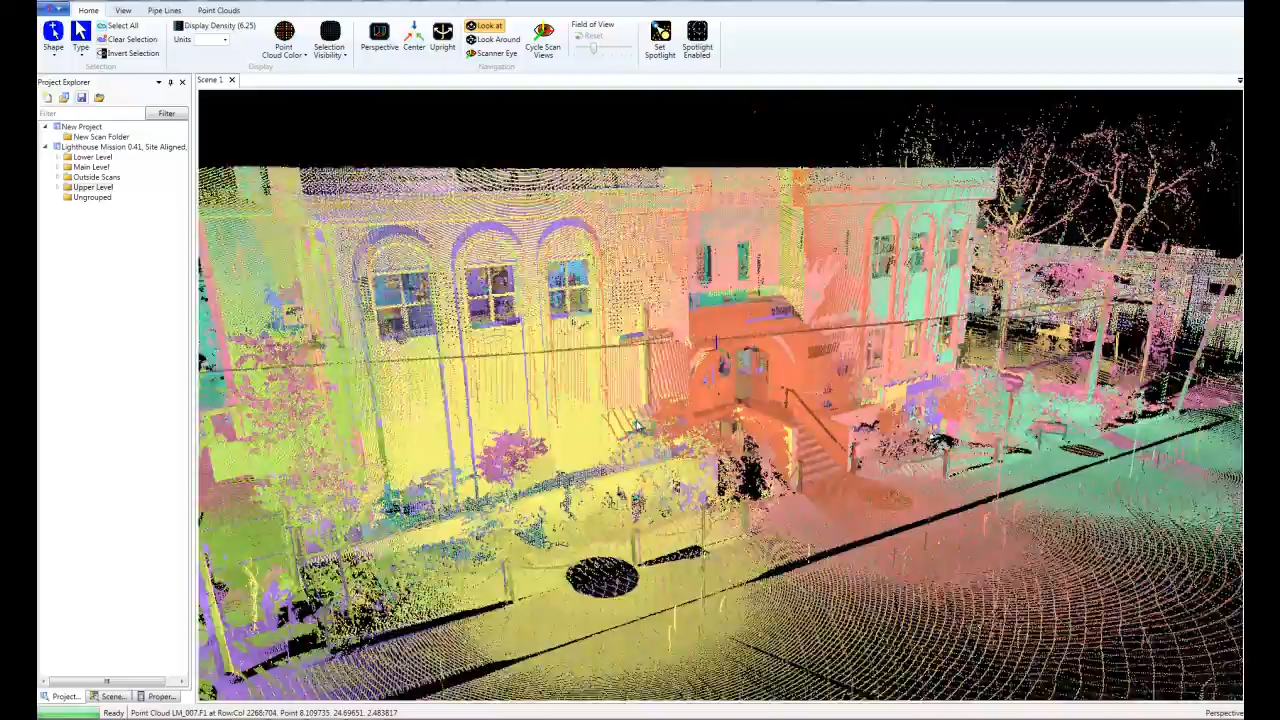 Home View Pipe Lines Point Clouds
Shape
Type
Select All
Clear Selection
Invert Selection
Selection
Display Density (6.25)
Units
Point Cloud Color
Selection Visibility
Display
Perspective
Center
Upright
Look at
Look Around
Scanner Eye
Cycle Scan Views
Navigation
Field of View
Reset
Set Spotlight
Spotlight Enabled
Project Explorer
Scene 1
Filter
Filter
New Project
New Scan Folder
Lighthouse Mission 0.41, Site Aligned,
Lower Level
Main Level
Outside Scans
Upper Level
Ungrouped
Project... Scene... Proper...
Ready Point Cloud LM_007.F1 at Row:Col 2268:704. Point 8.109735. 24.69651. 2.483817
Perspective